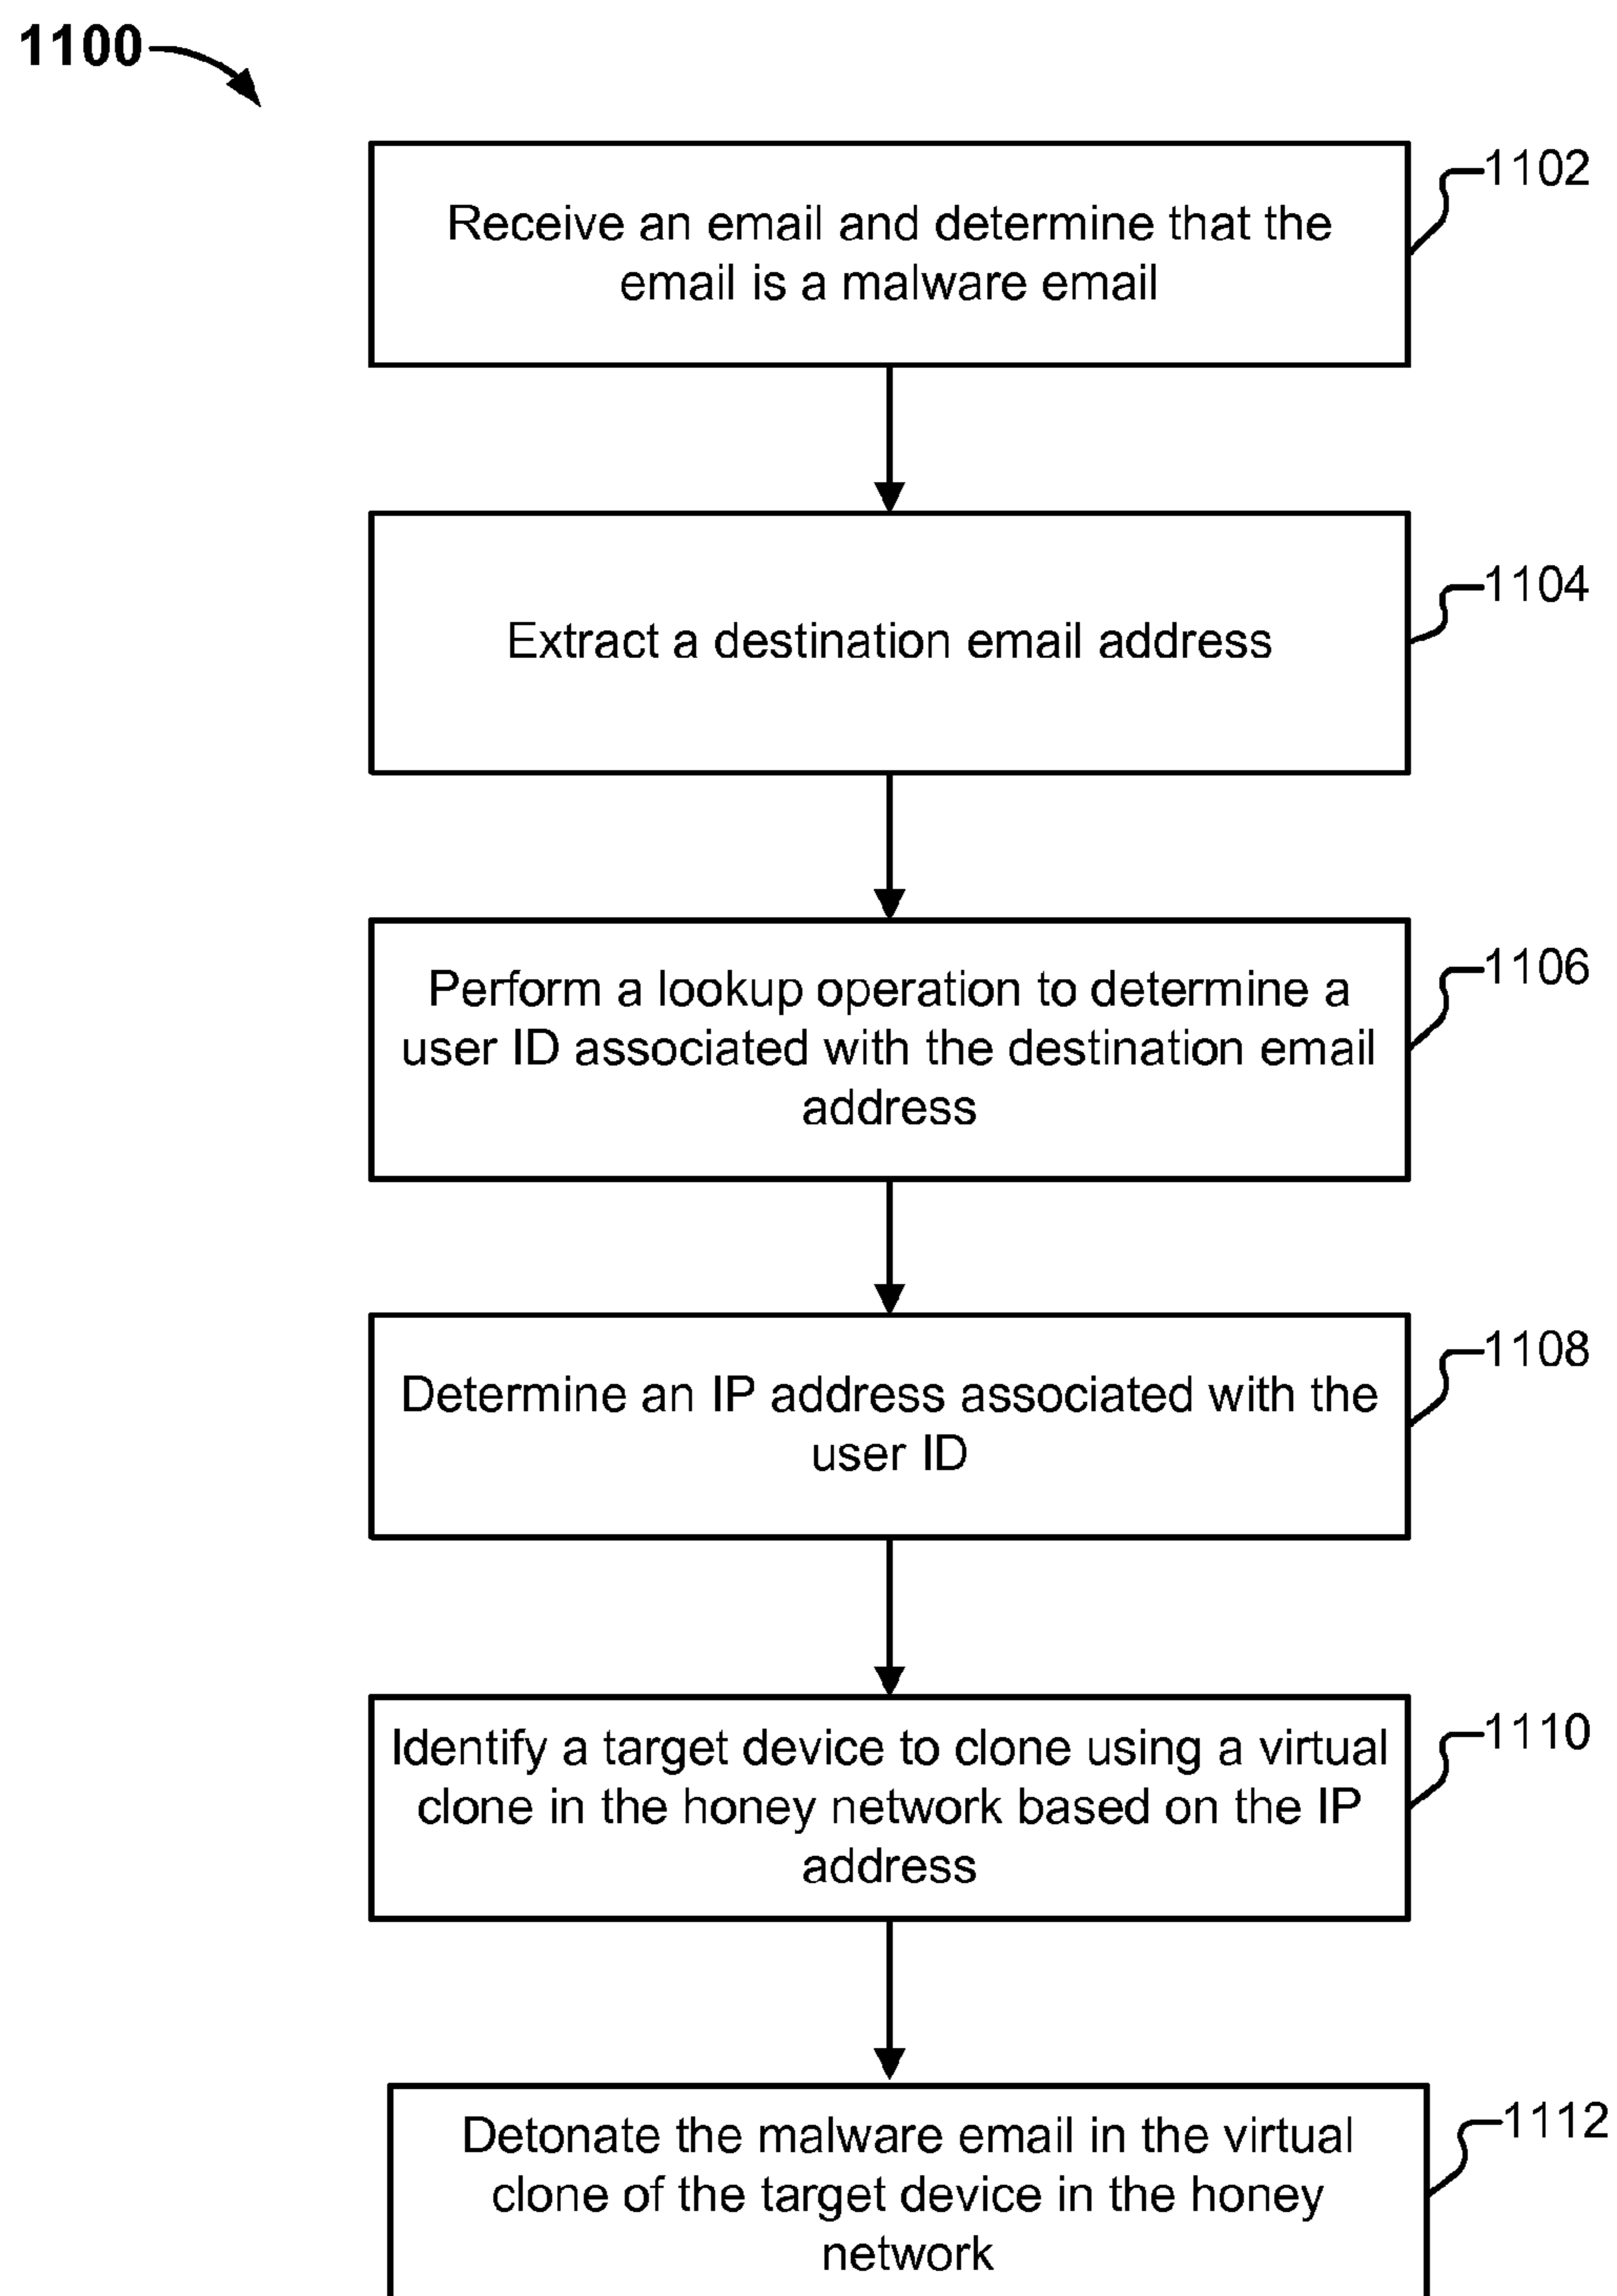 1100
1102
Receive an email and determine that the
email is a malware email
1104
Extract a destination email address
1106
Perform a lookup operation to determine a
user ID associated with the destination email
address
1108
Determine an IP address associated with the
user ID
1110
Identify a target device to clone using a virtual
clone in the honey network based on the IP
address
1112
Detonate the malware email in the virtual
clone of the target device in the honey
network